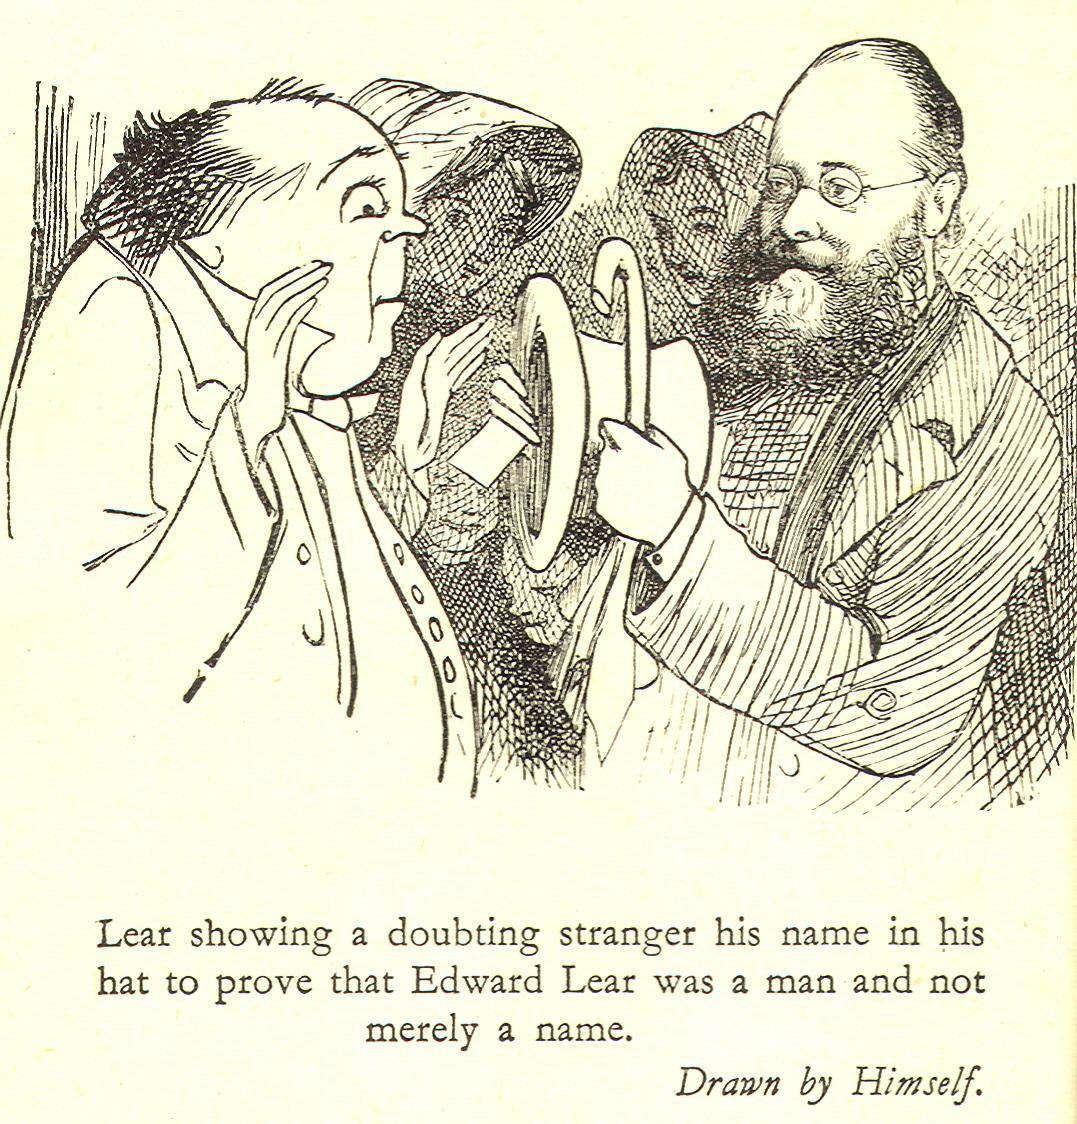 Lear showing a doubting stranger his name in his
hat to prove that Edward Lear was a man and not
merely a name.
Drawn by Himself.